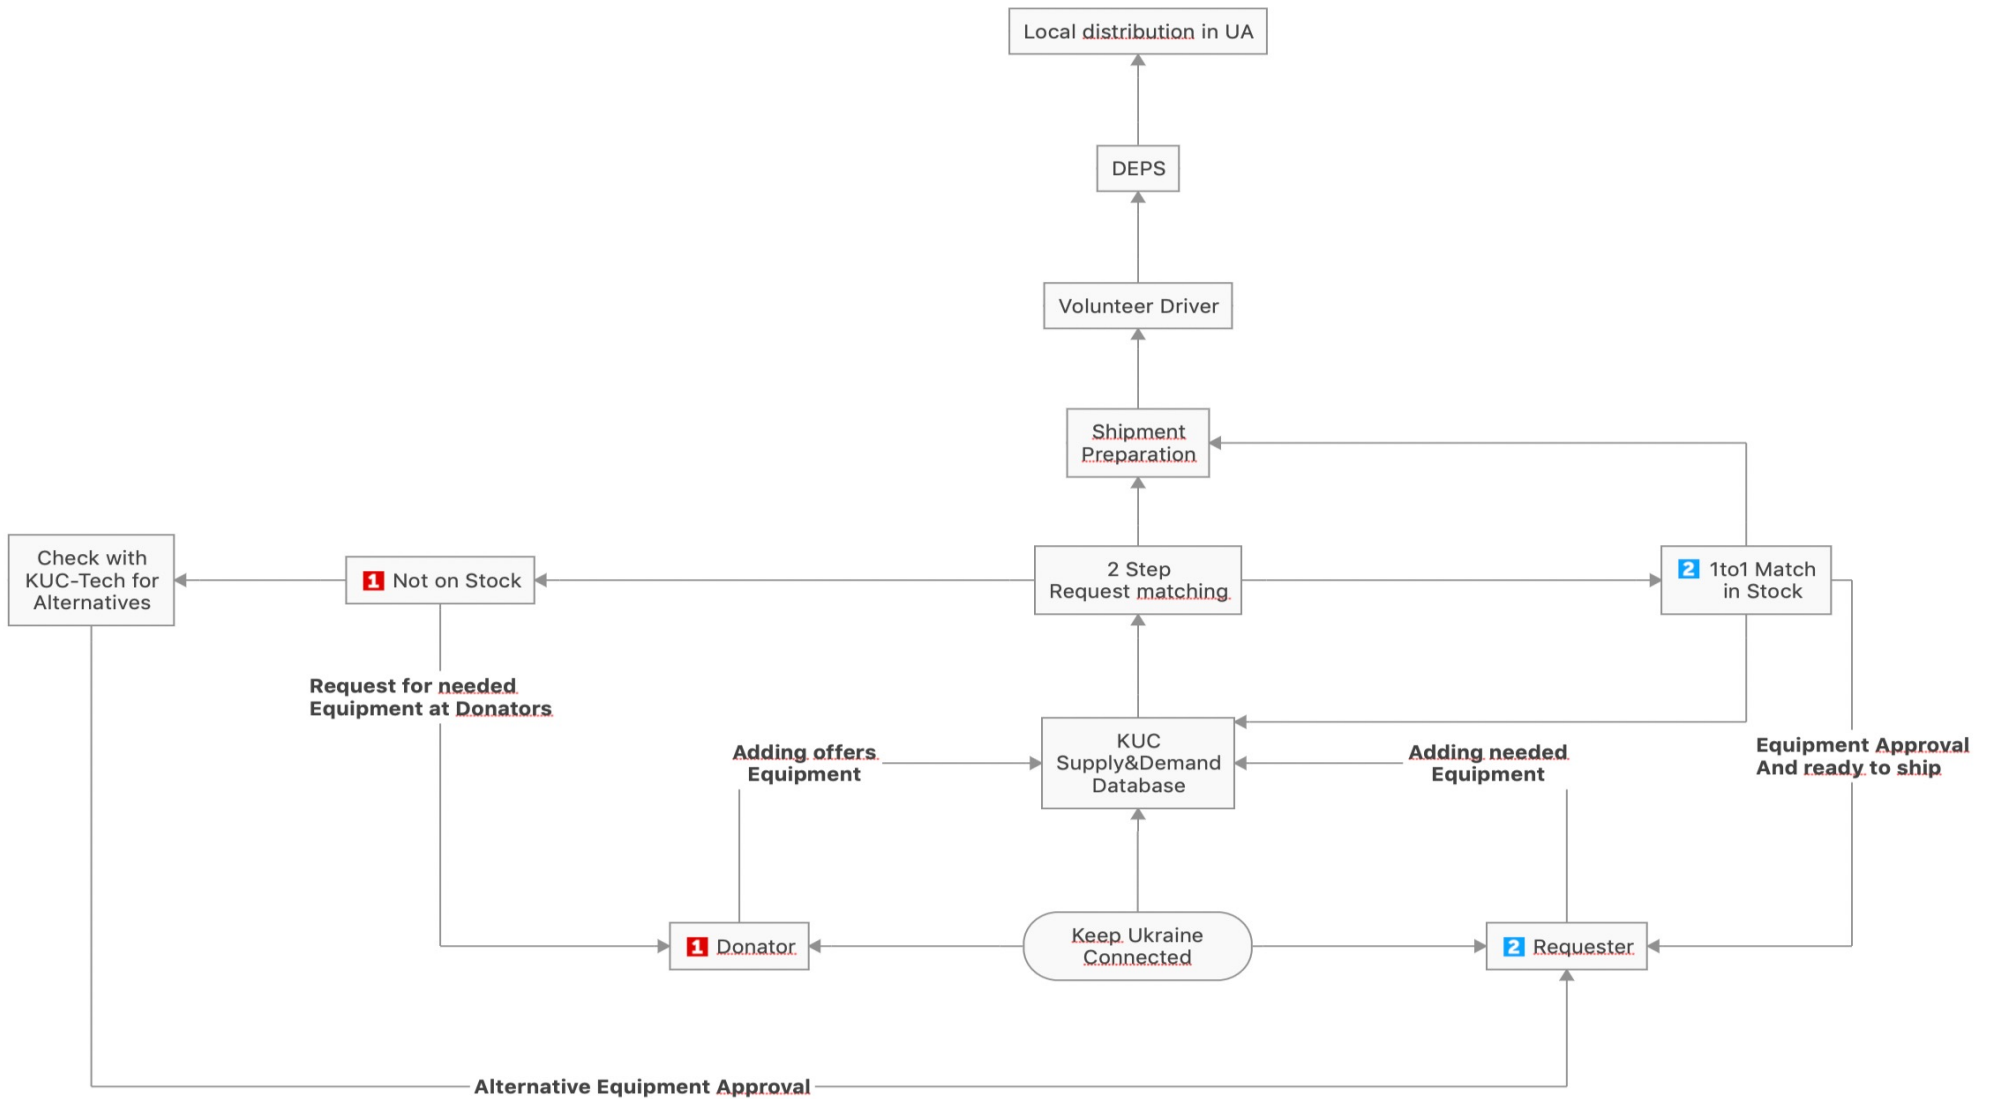 Local distribution in UA
DEPS
Volunteer Driver
Shipment
Preparation
Check with
KUC-Tech for
Alternatives
1 Not on Stock
2 Step
Request matching
2 1to1 Match
in Stock
Request for needed
Equipment at Donators
Adding offers
Equipment
KUC
Supply&Demand
Database
Adding needed
Equipment
Equipment Approval
And ready to ship
1 Donator
Keep Ukraine
Connected
2 Requester
Alternative Equipment Approval